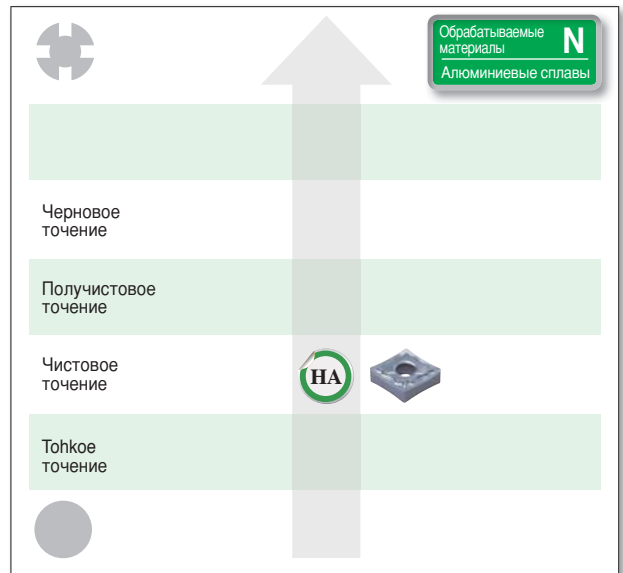 Обрабатываемые
материалы
N
Алюминиевые сплавы
Черновое
точение
Получистовое
точение
Чистовое
точение
HA
Tohkoe
точение